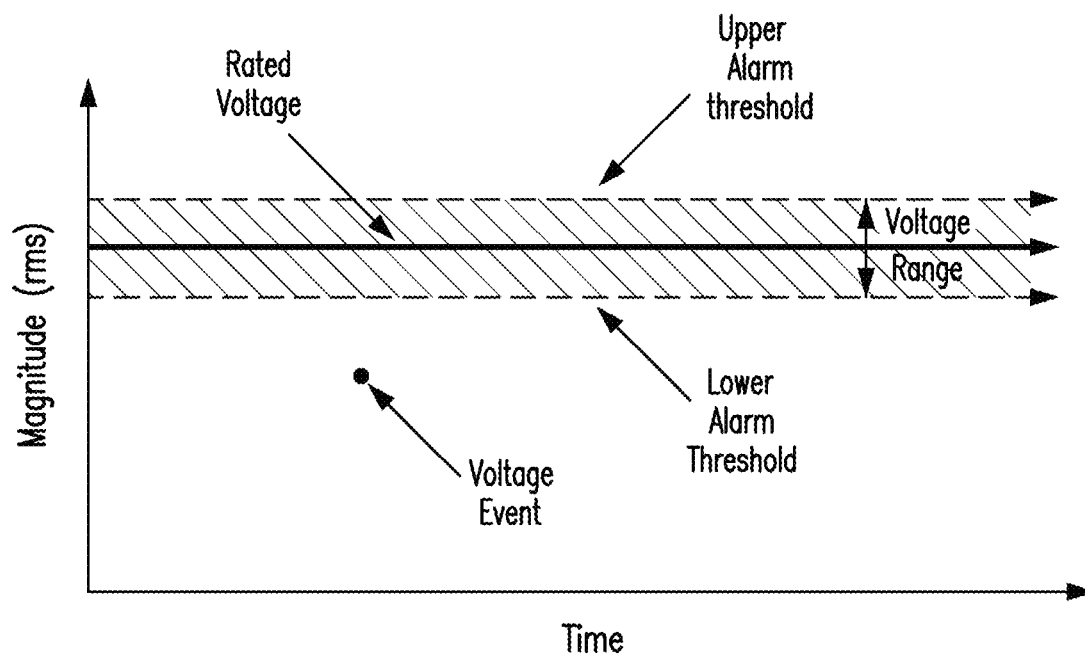 Upper
Alarm
threshold
Rated
Voltage
Voltage
Range
Magnitude (rms)
Lower
Alarm
Threshold
Voltage
Event
Time